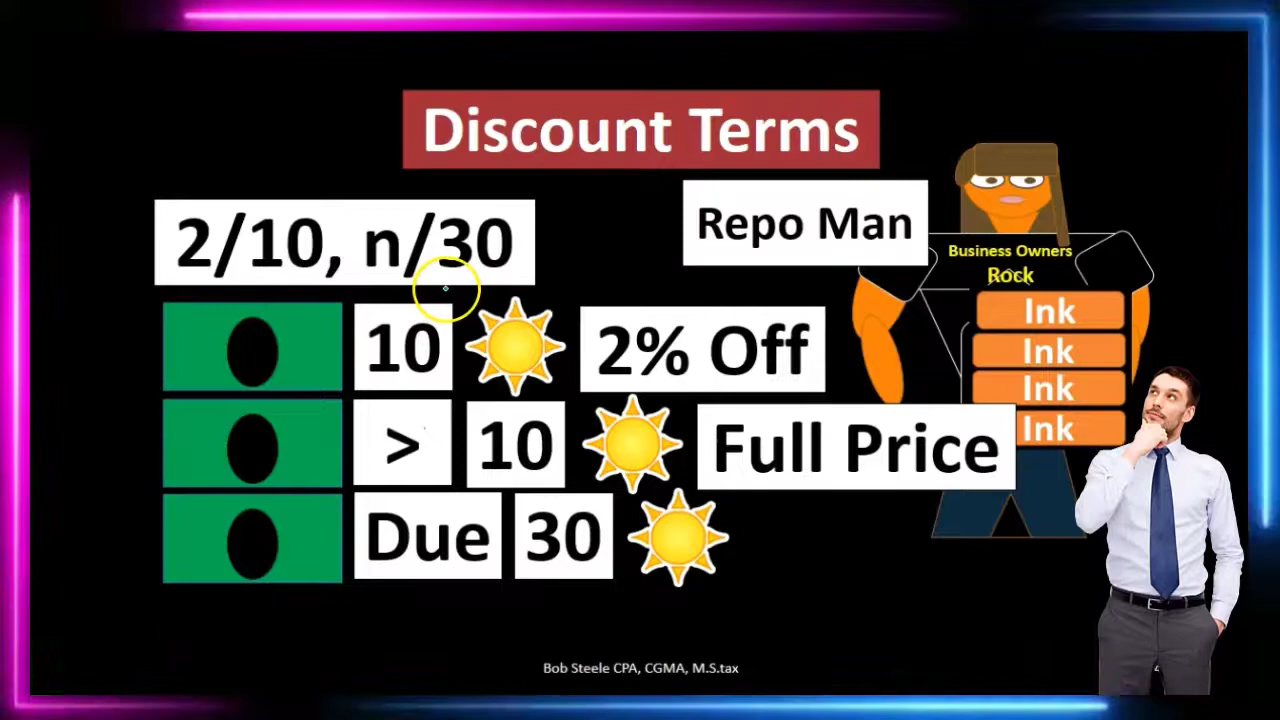 Discount Terms
2/10, n/30
Repo Man
Business Owners
Rock
Ink
10
2% Off
Ink
Ink
> 10
Full Price
Ink
Due 30
Bob Steele CPA, CGMA, M.S.tax